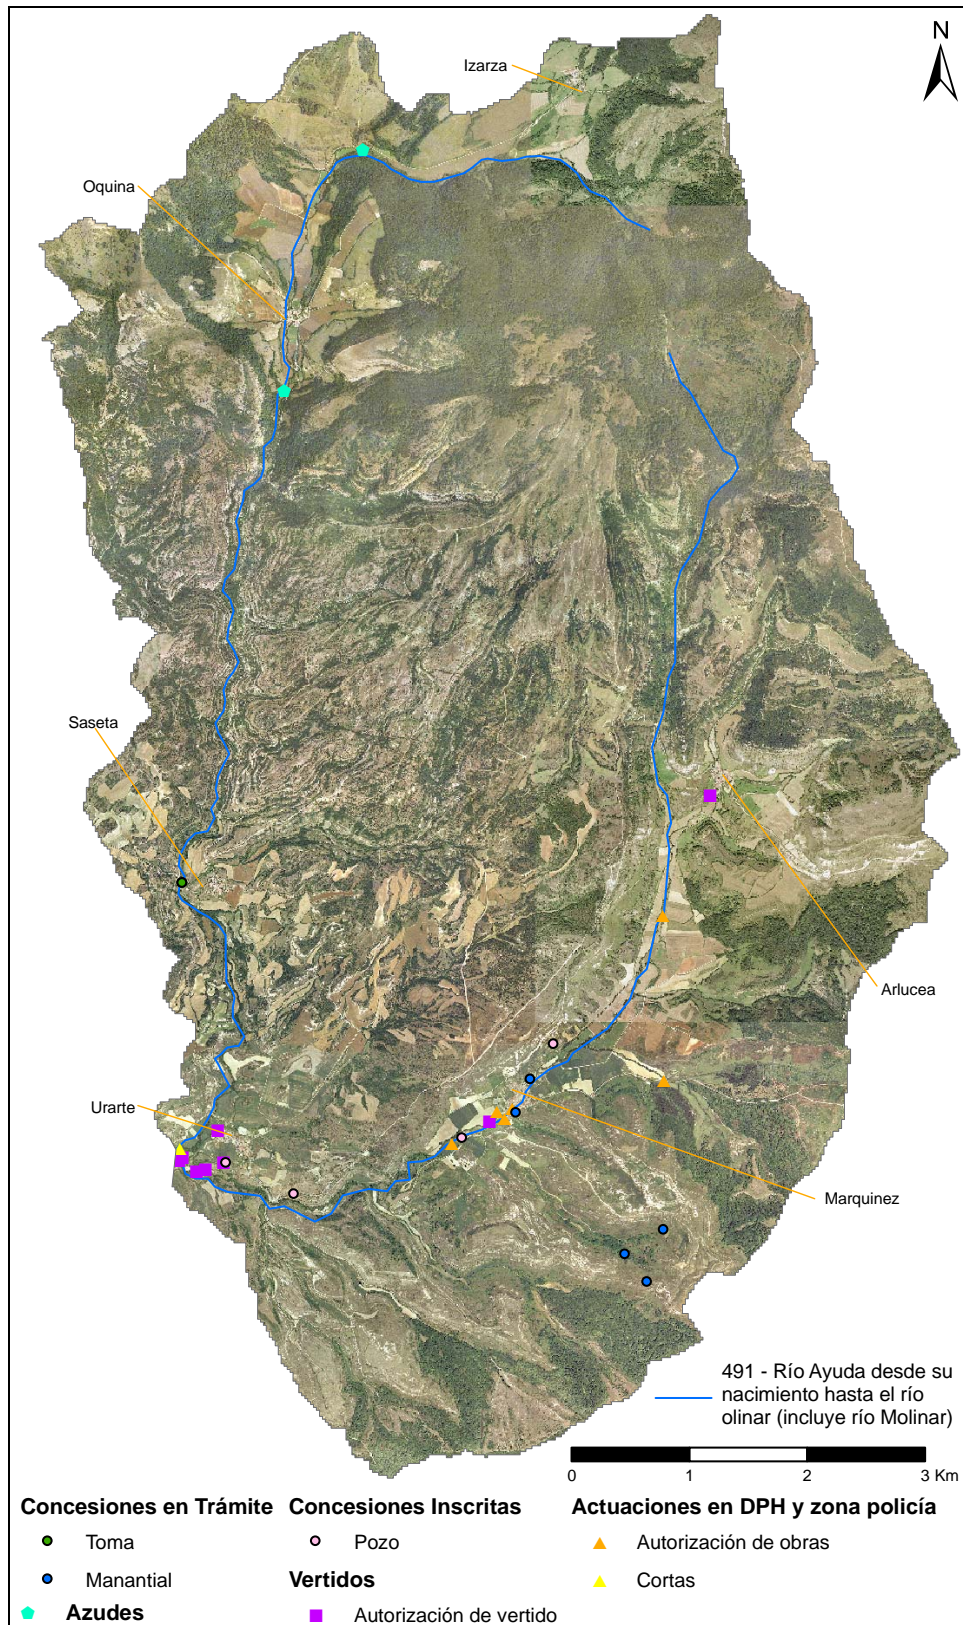 N
Izarza
Oquina
Saseta
Arlucea
Urarte
Marquinez
491 - Río Ayuda desde su
nacimiento hasta el río
olinar (incluye río Molinar)
0 1 2 3 Km
Concesiones en Trámite
Toma
Manantial
Azudes
Concesiones Inscritas
Pozo
Vertidos
Autorización de vertido
Actuaciones en DPH y zona policía
Autorización de obras
Cortas